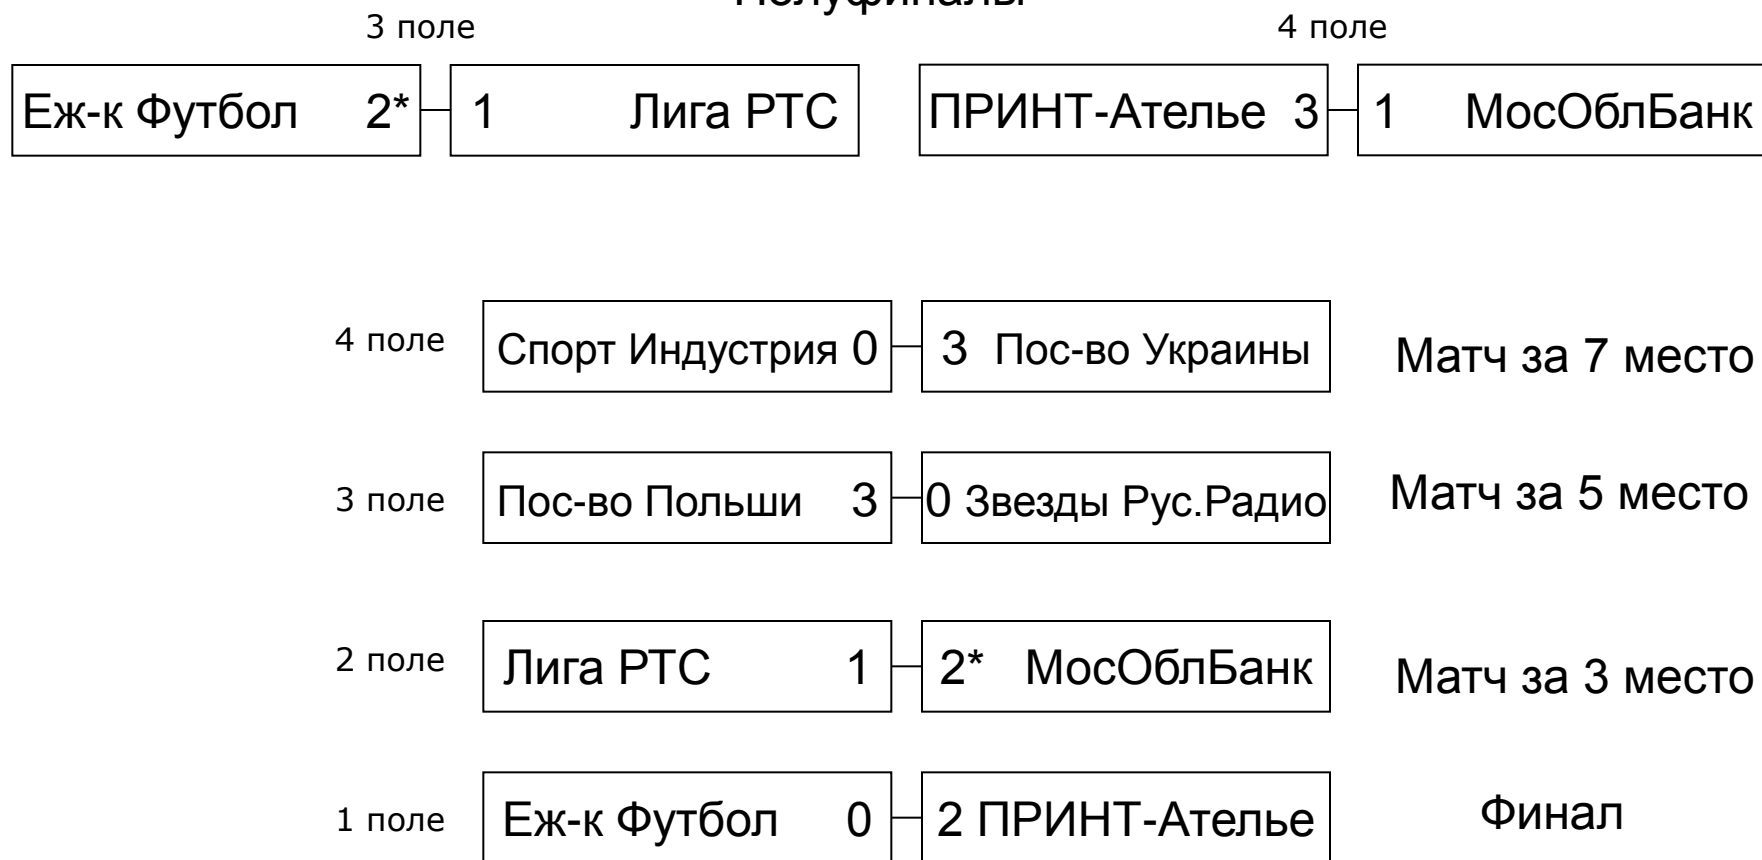 Полуфиналы
3 поле 4 поле
Еж-к Футбол 2* 1 Лига РТС ПРИНТ-Ателье 3 1 МосОблБанк
4 поле Спорт Индустрия 0 3 Пос-во Украины Матч за 7 место
3 поле Пос-во Польши 3 0 Звезды Рус.Радио Матч за 5 место
2 поле Лига РТС 1 2* МосОблБанк Матч за 3 место
1 поле Еж-к Футбол 0 2 ПРИНТ-Ателье Финал